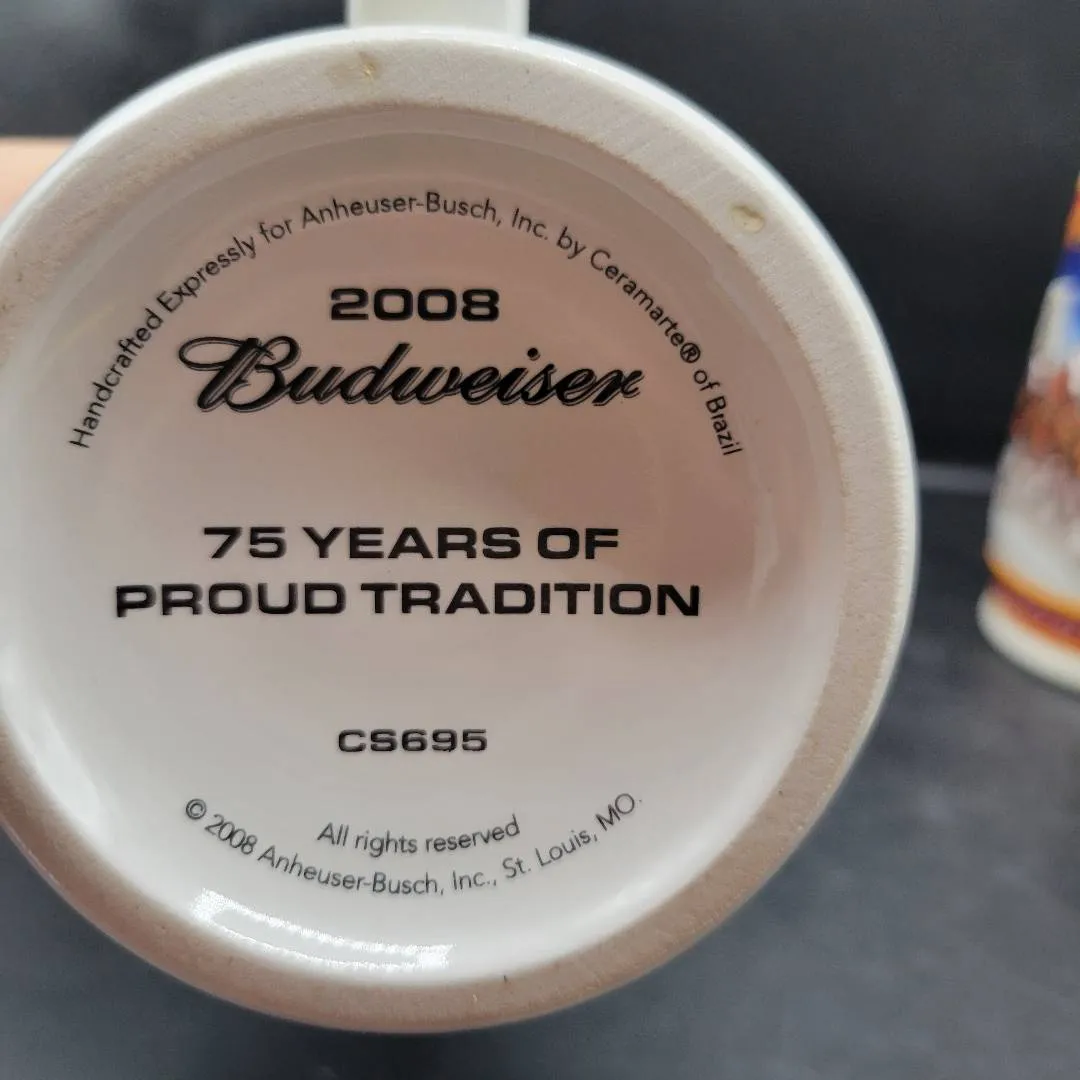 Handcrafted Expressly for Anheuser-Busch, Inc. by Ceramarte® of Brazil
2008
Budweiser
75 YEARS OF
PROUD TRADITION
CS695
All rights reserved
© 2008 Anheuser-Busch, Inc., St. Louis, MO.